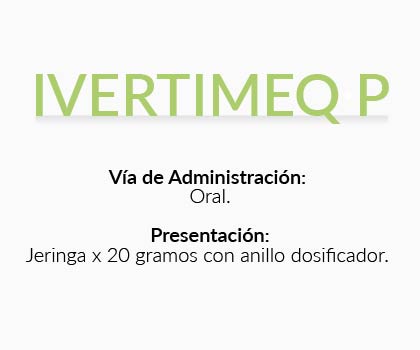 IVERTIMEQ P
Vía de Administración:
Oral.
Presentación:
Jeringa x 20 gramos con anillo dosificador.